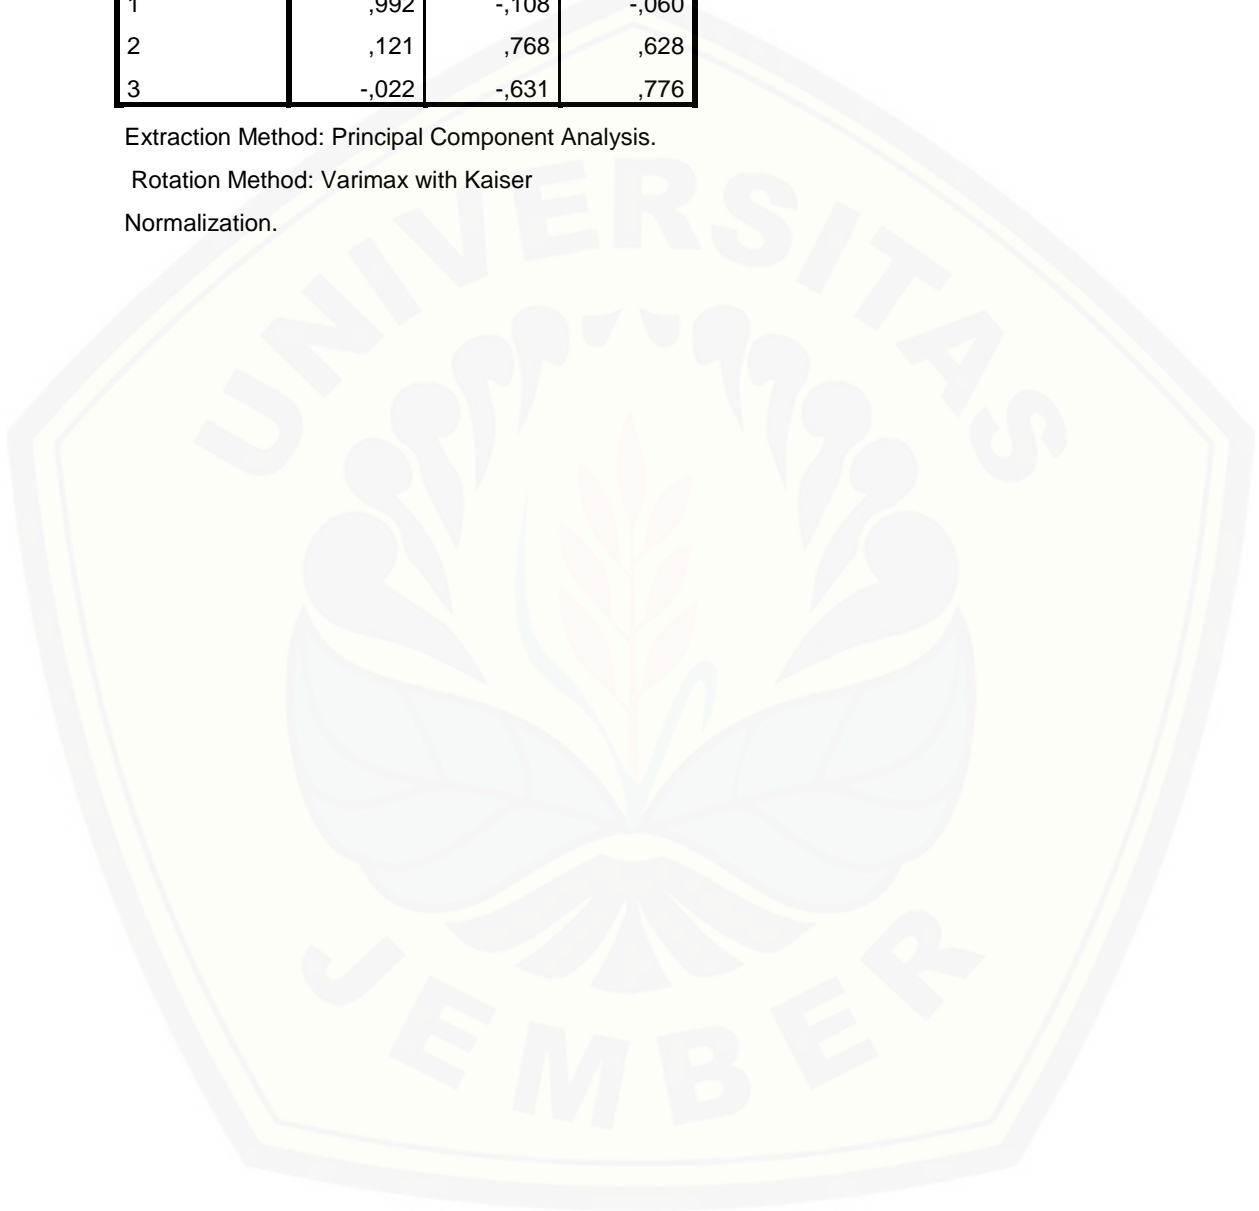 1 ,992 -,108 -,060
2 ,121 ,768 ,628
3 -,022 -,631 ,776
Extraction Method: Principal Component Analysis.
Rotation Method: Varimax with Kaiser
Normalization.
UNIVERSITAS
JEMBER